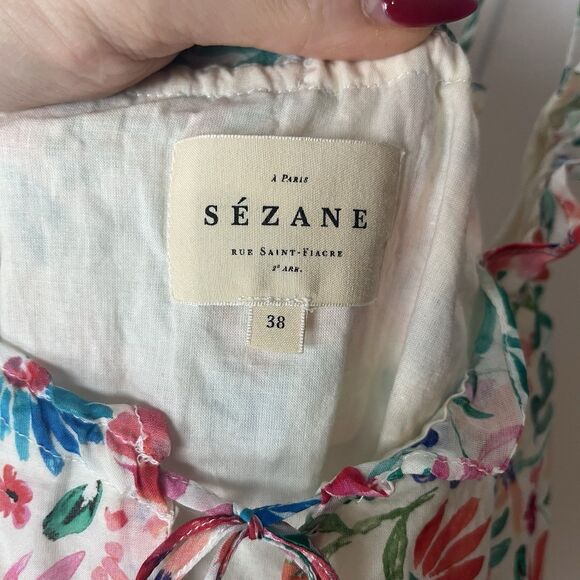 À PARIS
SÉZANE
RUE SAINT-FIACRE
2E ARR.
38